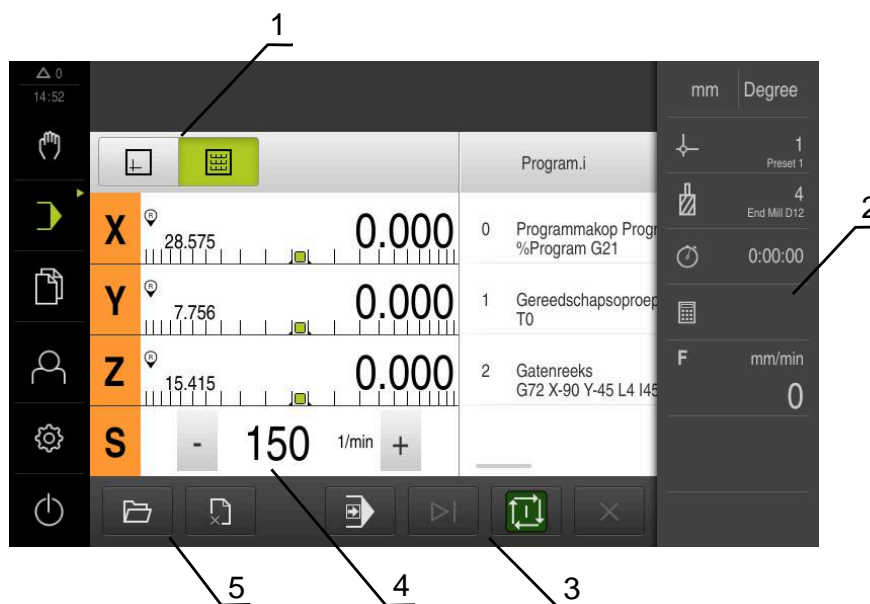 1
0
14:52
mm Degree
1
Preset 1
4
End Mill D12
2
0:00:00
F mm/min
0
Program.i
X R 28.575 0.000
Y R 7.756 0.000
Z R 15.415 0.000
S - 150 1/min +
0 Programmakop Progr
%Program G21
1 Gereedschapsoproep
T0
2 Gatenreeks
G72 X-90 Y-45 L4 I45
I
5 4 3